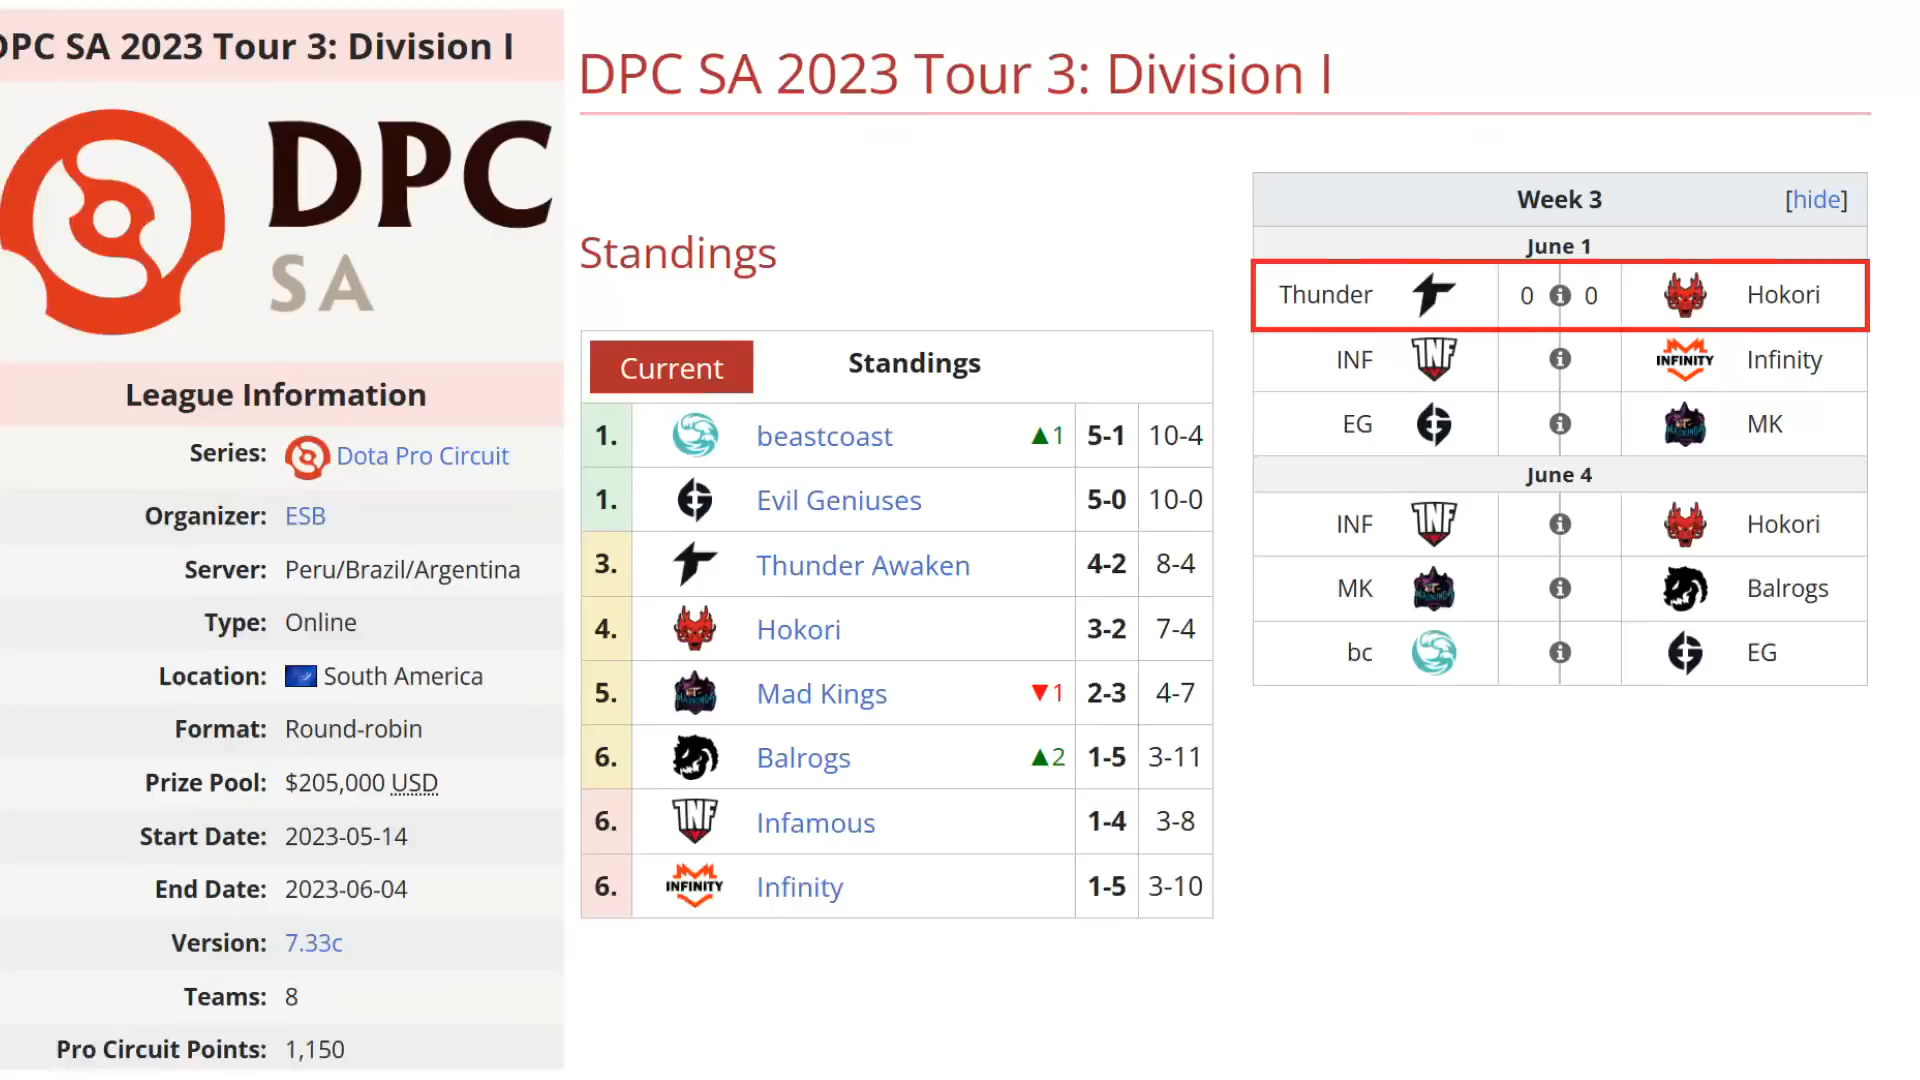 DPC SA 2023 Tour 3: Division I
DPC
SA
League Information
Series: Dota Pro Circuit
Organizer: ESB
Server: Peru/Brazil/Argentina
Type: Online
Location: South America
Format: Round-robin
Prize Pool: $205,000 USD
Start Date: 2023-05-14
End Date: 2023-06-04
Version: 7.33c
Teams: 8
Pro Circuit Points: 1,150
DPC SA 2023 Tour 3: Division I
Standings
Current Standings
1. beastcoast ▲1 5-1 10-4
1. Evil Geniuses 5-0 10-0
3. Thunder Awaken 4-2 8-4
4. Hokori 3-2 7-4
5. Mad Kings ▼1 2-3 4-7
6. Balrogs ▲2 1-5 3-11
6. INF Infamous 1-4 3-8
6. INFINITY Infinity 1-5 3-10
Week 3 [hide]
June 1
Thunder 0 0 Hokori
INF INF INFINITY Infinity
EG MK
June 4
INF INF Hokori
MK Balrogs
bc EG